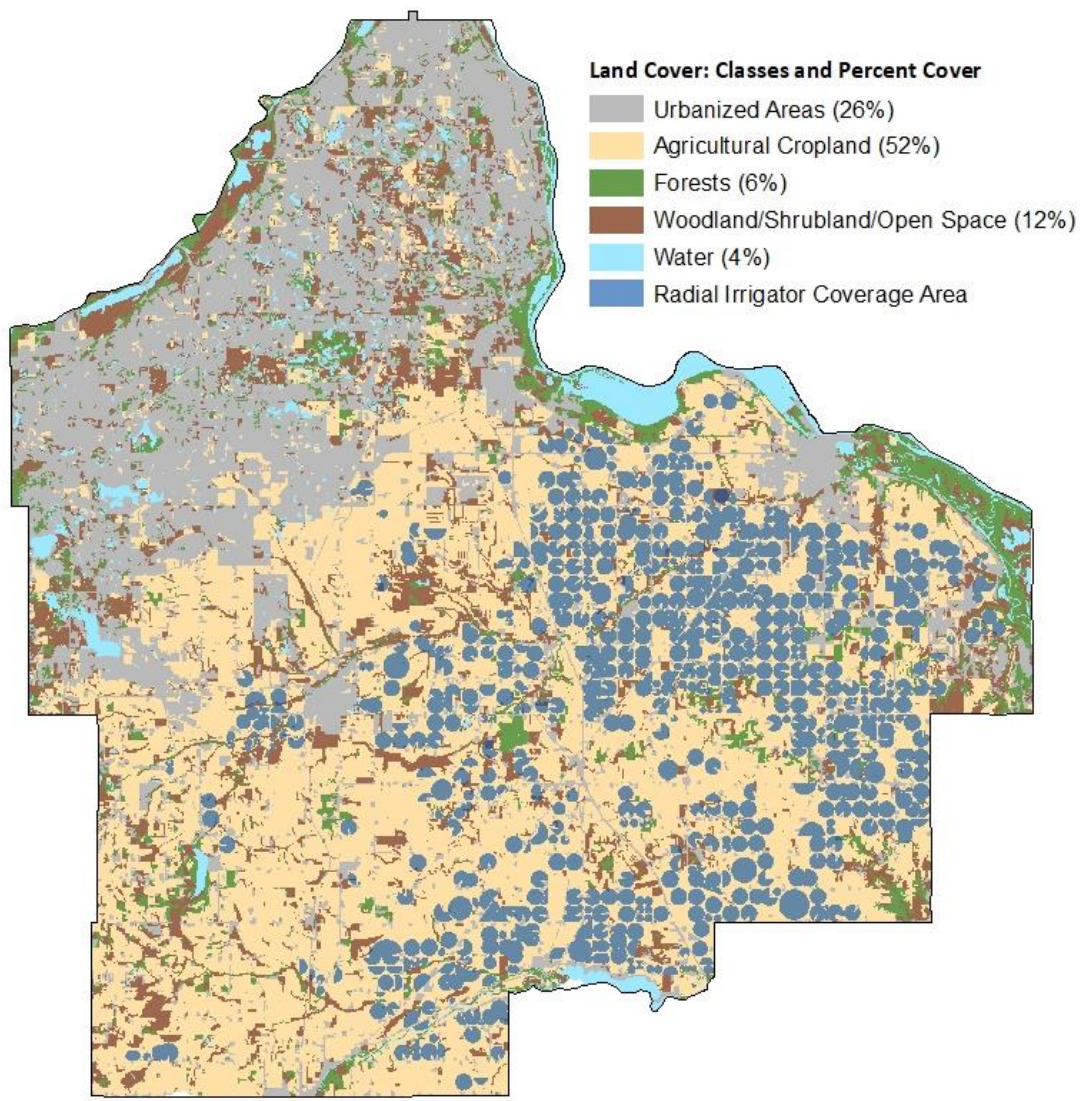 Land Cover: Classes and Percent Cover
Urbanized Areas (26%)
Agricultural Cropland (52%)
Forests (6%)
Woodland/Shrubland/Open Space (12%)
Water (4%)
Radial Irrigator Coverage Area